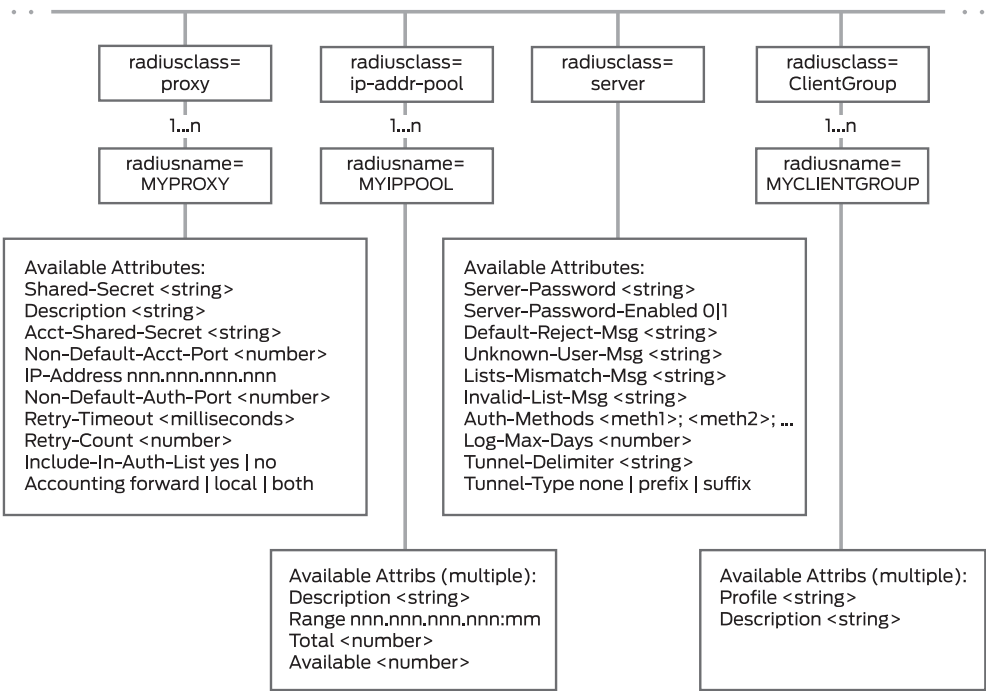 radiusclass=
proxy
radiusclass=
ip-addr-pool
radiusclass=
server
radiusclass=
ClientGroup
1...n
1...n
1...n
radiusname=
MYPROXY
radiusname=
MYIPPOOL
radiusname=
MYCLIENTGROUP
Available Attributes:
Shared-Secret <string>
Description <string>
Acct-Shared-Secret <string>
Non-Default-Acct-Port <number>
IP-Address nnn.nnn.nnn.nnn
Non-Default-Auth-Port <number>
Retry-Timeout <milliseconds>
Retry-Count <number>
Include-In-Auth-List yes | no
Accounting forward | local | both
Available Attributes:
Server-Password <string>
Server-Password-Enabled 0|1
Default-Reject-Msg <string>
Unknown-User-Msg <string>
Lists-Mismatch-Msg <string>
Invalid-List-Msg <string>
Auth-Methods <meth1>; <meth2>; ...
Log-Max-Days <number>
Tunnel-Delimiter <string>
Tunnel-Type none | prefix | suffix
Available Attribs (multiple):
Description <string>
Range nnn.nnn.nnn.nnn:mm
Total <number>
Available <number>
Available Attribs (multiple):
Profile <string>
Description <string>